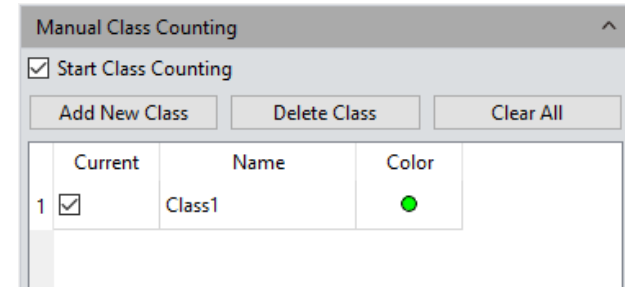 Manual Class Counting
Start Class Counting
Add New Class Delete Class Clear All
Current Name Color
1 Class1